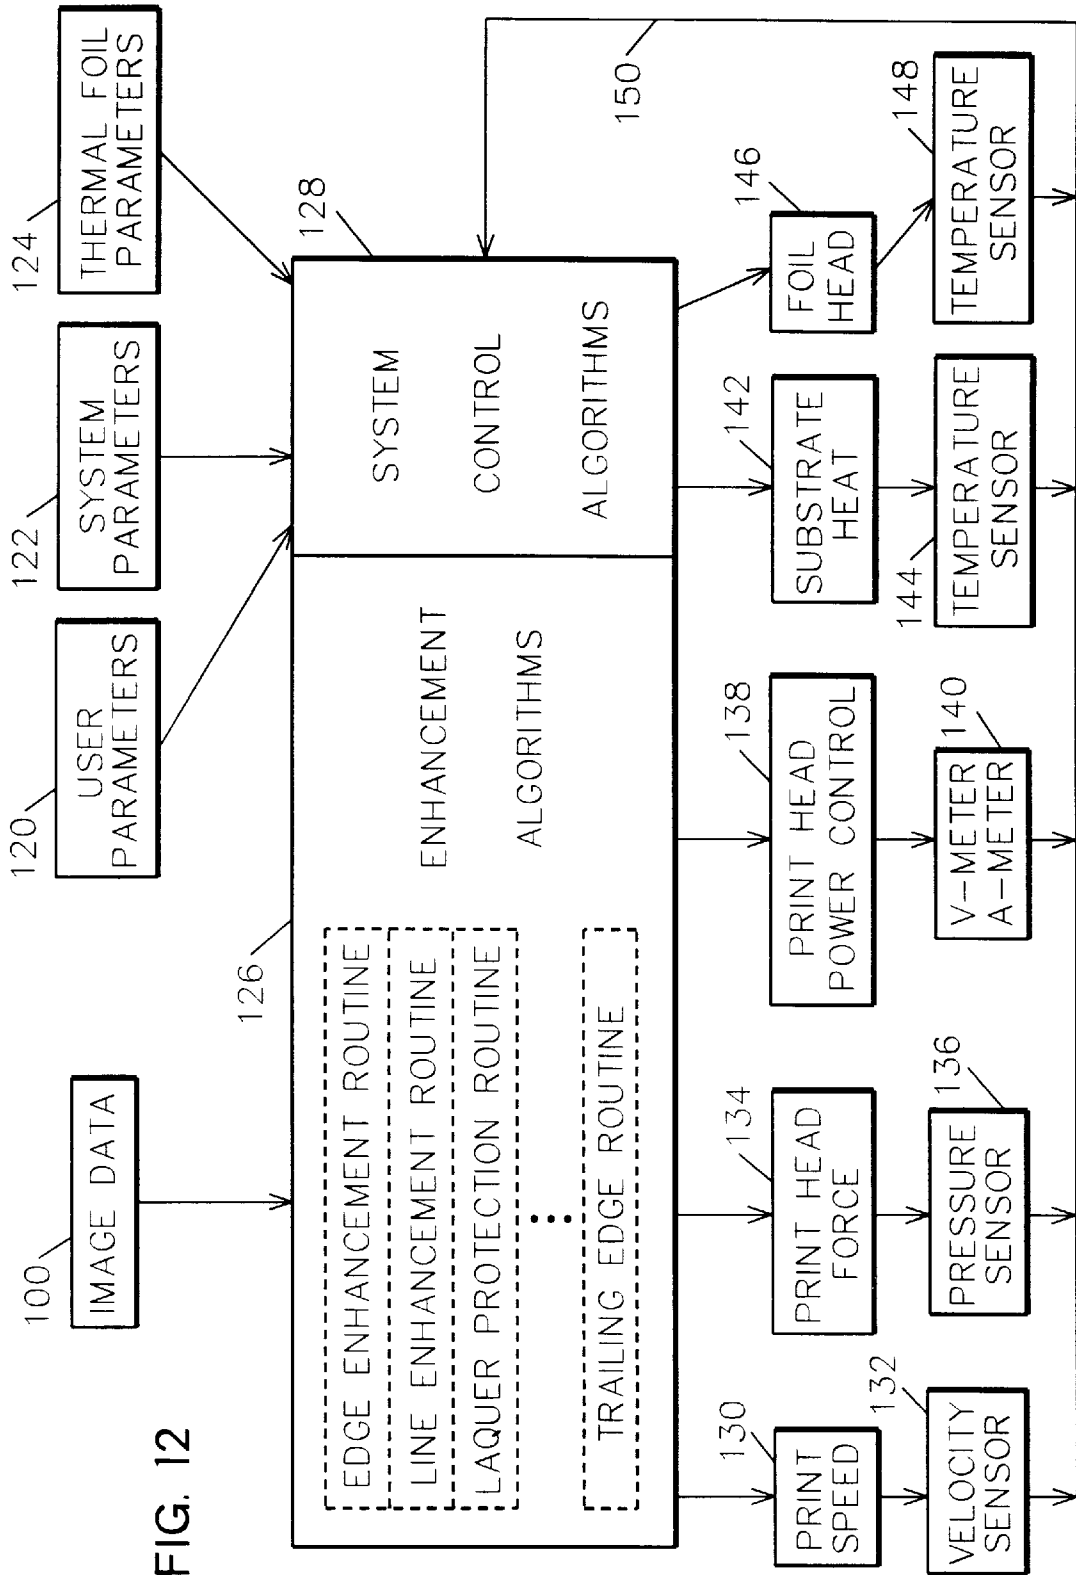 FIG. 12
100
IMAGE DATA
120
USER
PARAMETERS
122
SYSTEM
PARAMETERS
124
THERMAL FOIL
PARAMETERS
126
EDGE ENHANCEMENT ROUTINE
LINE ENHANCEMENT ROUTINE
LAQUER PROTECTION ROUTINE
TRAILING EDGE ROUTINE
ENHANCEMENT
ALGORITHMS
128
SYSTEM
CONTROL
ALGORITHMS
130
PRINT
SPEED
134
PRINT HEAD
FORCE
138
PRINT HEAD
POWER CONTROL
142
SUBSTRATE
HEAT
146
FOIL
HEAD
150
132
VELOCITY
SENSOR
136
PRESSURE
SENSOR
140
V-METER
A-METER
144
TEMPERATURE
SENSOR
148
TEMPERATURE
SENSOR